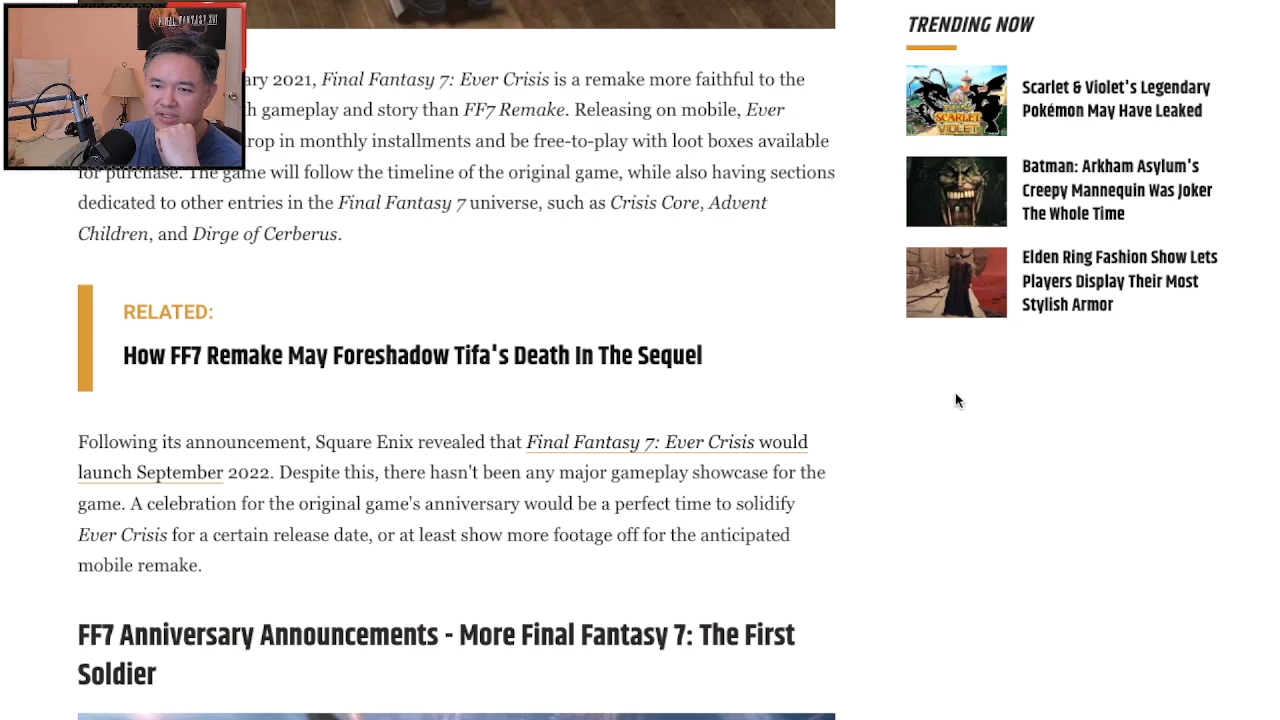 FINAL FANTASY XVI
ary 2021, Final Fantasy 7: Ever Crisis is a remake more faithful to the
h gameplay and story than FF7 Remake. Releasing on mobile, Ever
rop in monthly installments and be free-to-play with loot boxes available
for purchase. The game will follow the timeline of the original game, while also having sections
dedicated to other entries in the Final Fantasy 7 universe, such as Crisis Core, Advent
Children, and Dirge of Cerberus.
RELATED:
How FF7 Remake May Foreshadow Tifa's Death In The Sequel
Following its announcement, Square Enix revealed that Final Fantasy 7: Ever Crisis would
launch September 2022. Despite this, there hasn't been any major gameplay showcase for the
game. A celebration for the original game's anniversary would be a perfect time to solidify
Ever Crisis for a certain release date, or at least show more footage off for the anticipated
mobile remake.
FF7 Anniversary Announcements - More Final Fantasy 7: The First
Soldier
TRENDING NOW
SCARLET
VIOLET
Scarlet & Violet's Legendary
Pokémon May Have Leaked
Batman: Arkham Asylum's
Creepy Mannequin Was Joker
The Whole Time
Elden Ring Fashion Show Lets
Players Display Their Most
Stylish Armor